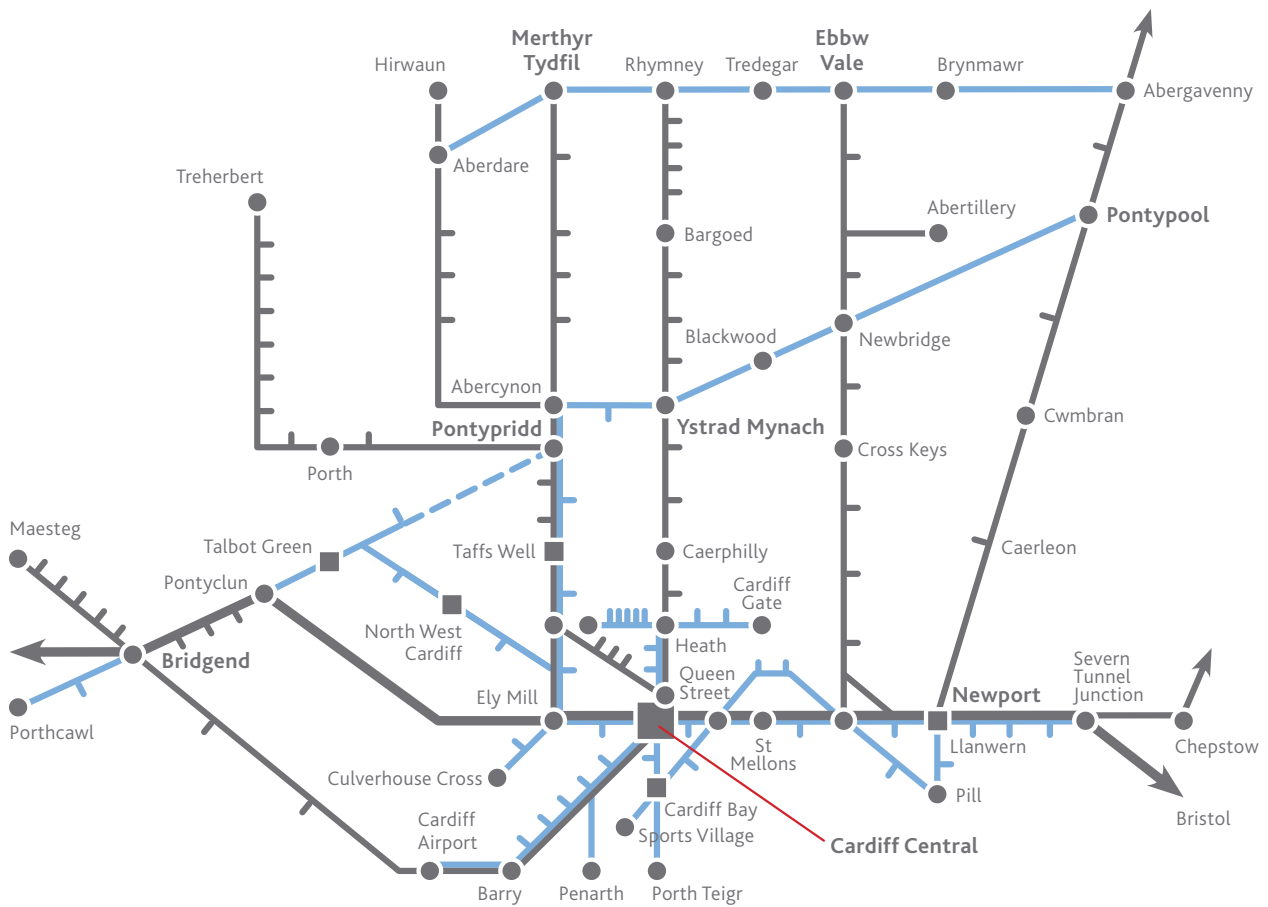 Merthyr
Tydfil
Ebbw
Vale
Hirwaun
Rhymney
Tredegar
Brynmawr
Abergavenny
Aberdare
Treherbert
Abertillery
Pontypool
Bargoed
Blackwood
Newbridge
Abercynon
Cwmbran
Pontypridd
Ystrad Mynach
Cross Keys
Porth
Maesteg
Talbot Green
Taffs Well
Caerphilly
Caerleon
Pontyclun
Cardiff
Gate
North West
Cardiff
Heath
Bridgend
Queen
Street
Severn
Tunnel
Junction
Ely Mill
Newport
Porthcawl
St
Mellons
Llanwern
Chepstow
Culverhouse Cross
Pill
Cardiff Bay
Bristol
Cardiff
Airport
Sports Village
Cardiff Central
Barry
Penarth
Porth Teigr